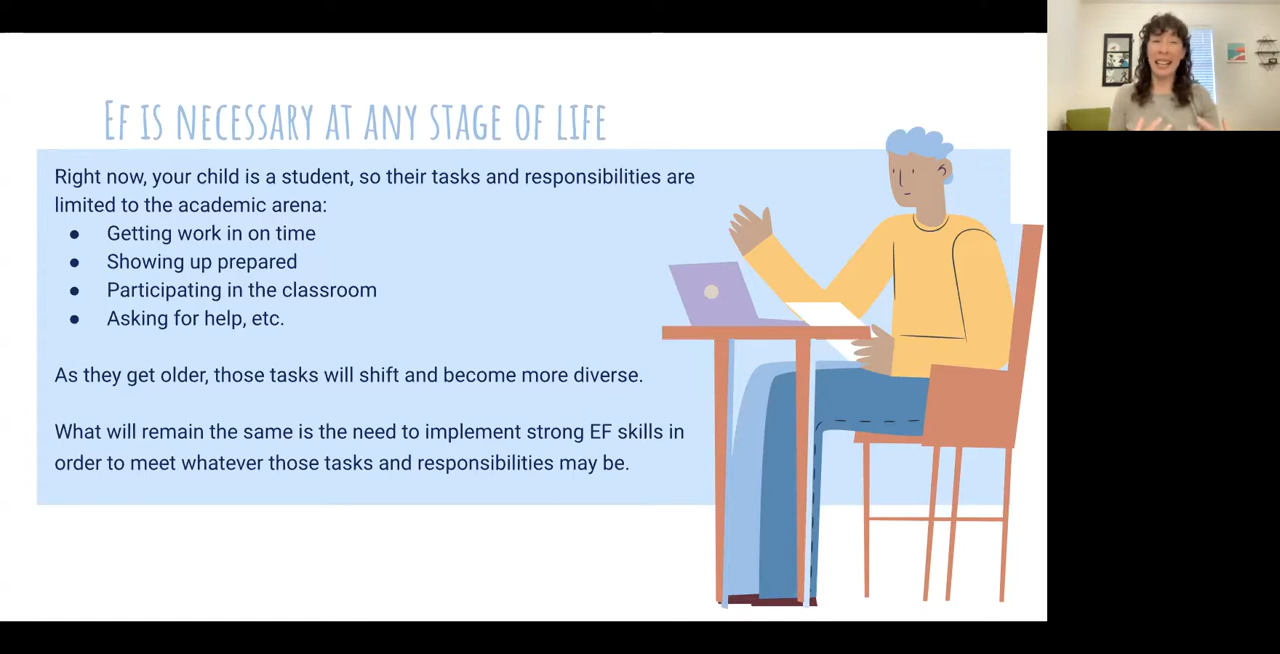 EF IS NECESSARY AT ANY STAGE OF LIFE
Right now, your child is a student, so their tasks and responsibilities are
limited to the academic arena:
● Getting work in on time
● Showing up prepared
● Participating in the classroom
● Asking for help, etc.
As they get older, those tasks will shift and become more diverse.
What will remain the same is the need to implement strong EF skills in
order to meet whatever those tasks and responsibilities may be.